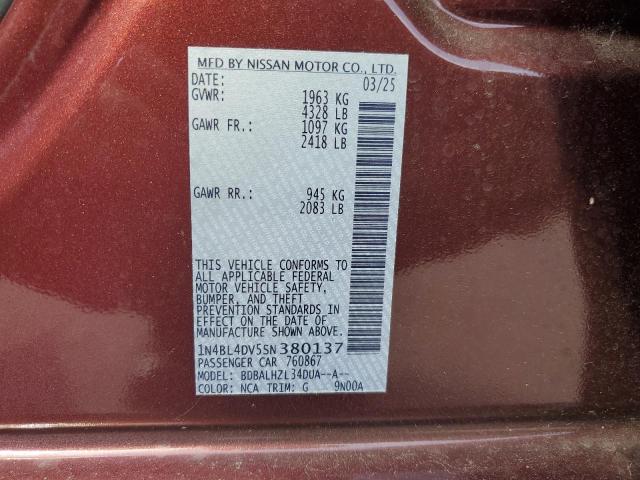 MFD BY NISSAN MOTOR CO., LTD.
DATE: 03/25
GVWR: 1963 KG
4328 LB
GAWR FR.: 1097 KG
2418 LB
GAWR RR.: 945 KG
2083 LB
THIS VEHICLE CONFORMS TO
ALL APPLICABLE FEDERAL
MOTOR VEHICLE SAFETY,
BUMPER, AND THEFT
PREVENTION STANDARDS IN
EFFECT ON THE DATE OF
MANUFACTURE SHOWN ABOVE.
1N4BL4DV5SN380137
PASSENGER CAR 760867
MODEL: BDBALHZL34DUA--A--
COLOR: NCA TRIM: G 9N00A